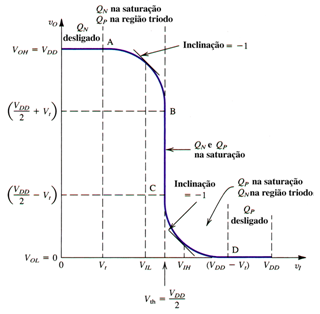 Q_N na saturação
Q_P na região triodo
v_O
Q_N
desligado
A
Inclinação = −1
V_OH = V_DD
(V_DD/2 + V_t)
B
Q_N e Q_P
na saturação
(V_DD/2 − V_t)
C
Inclinação
= −1
Q_P na saturação
Q_N na região triodo
Q_P
desligado
D
V_OL = 0
0
V_t
V_IL
V_IH
(V_DD − V_t)
V_DD
v_I
V_th = V_DD/2